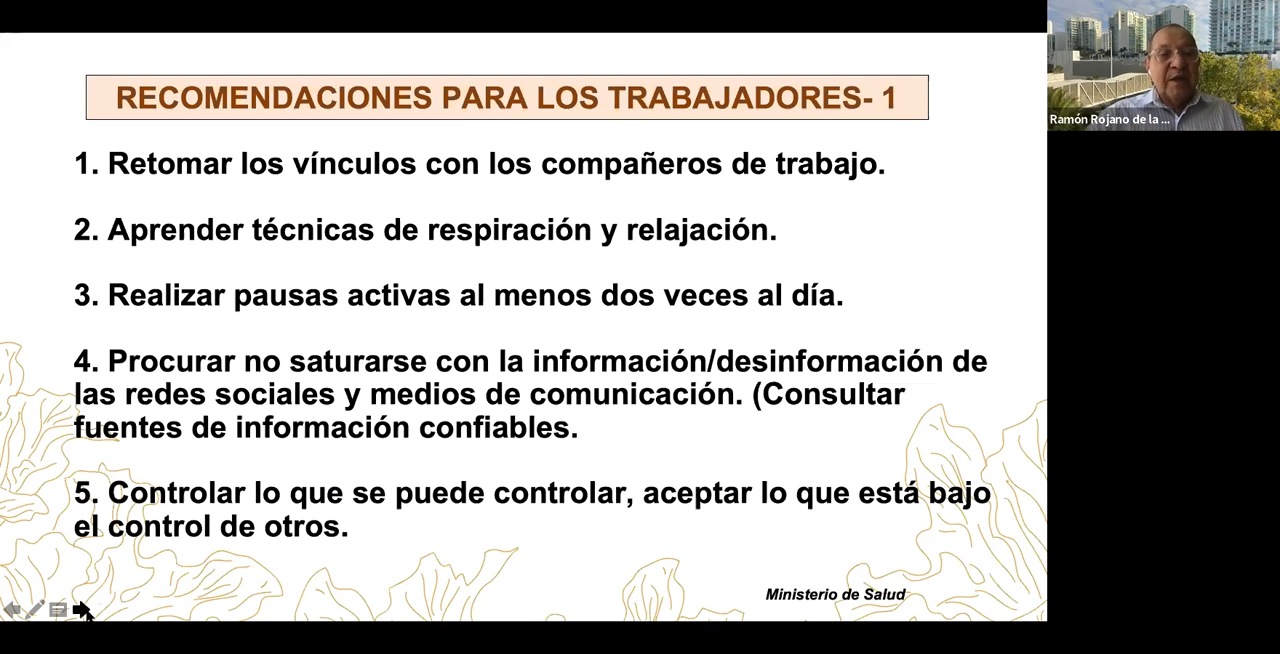 RECOMENDACIONES PARA LOS TRABAJADORES- 1
1. Retomar los vínculos con los compañeros de trabajo.
2. Aprender técnicas de respiración y relajación.
3. Realizar pausas activas al menos dos veces al día.
4. Procurar no saturarse con la información/desinformación de
las redes sociales y medios de comunicación. (Consultar
fuentes de información confiables.
5. Controlar lo que se puede controlar, aceptar lo que está bajo
el control de otros.
Ministerio de Salud
Ramón Rojano de la ...